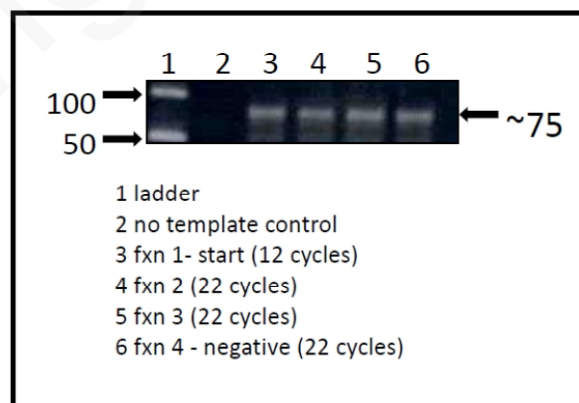 1 2 3 4 5 6
100
~75
50
1 ladder
2 no template control
3 fxn 1- start (12 cycles)
4 fxn 2 (22 cycles)
5 fxn 3 (22 cycles)
6 fxn 4 - negative (22 cycles)